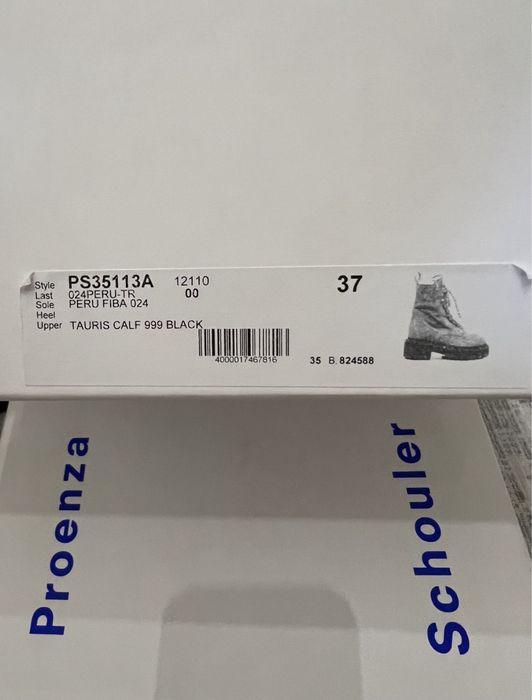 Style PS35113A 12110
Last 024PERU-TR 00
Sole PERU FIBA 024
Heel
Upper TAURIS CALF 999 BLACK
37
4000017467816
35 B. 824588
Proenza
Schouler